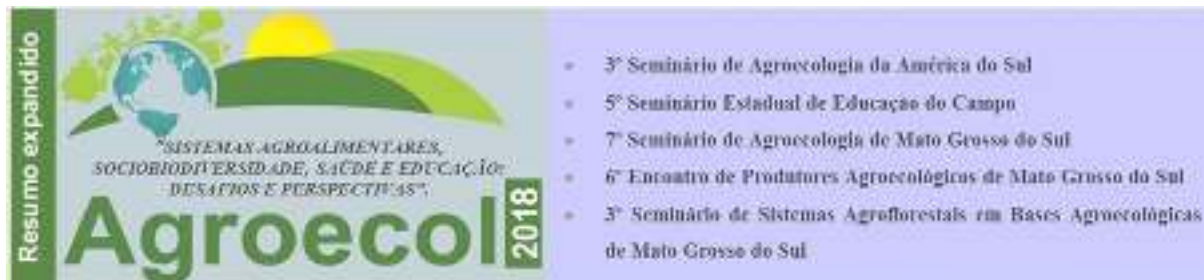 Resumo expandido
"SISTEMAS AGROALIMENTARES,
SOCIOBIODIVERSIDADE, SAÚDE E EDUCAÇÃO:
DESAFIOS E PERSPECTIVAS".
Agroecol 2018
3º Seminário de Agroecologia da América do Sul
5º Seminário Estadual de Educação do Campo
7º Seminário de Agroecologia de Mato Grosso do Sul
6º Encontro de Produtores Agroecológicos de Mato Grosso do Sul
3º Seminário de Sistemas Agroflorestais em Bases Agroecológicas
de Mato Grosso do Sul